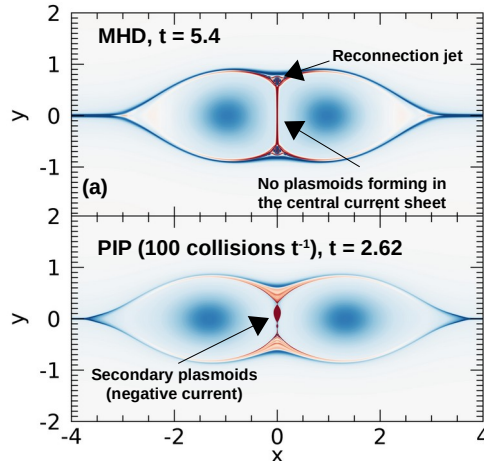 2
MHD, t = 5.4
Reconnection jet
1
y
0
-1
No plasmoids forming in
the central current sheet
(a)
2
PIP (100 collisions t⁻¹), t = 2.62
1
y
0
-1
Secondary plasmoids
(negative current)
-2
-4
-2
0
2
4
x